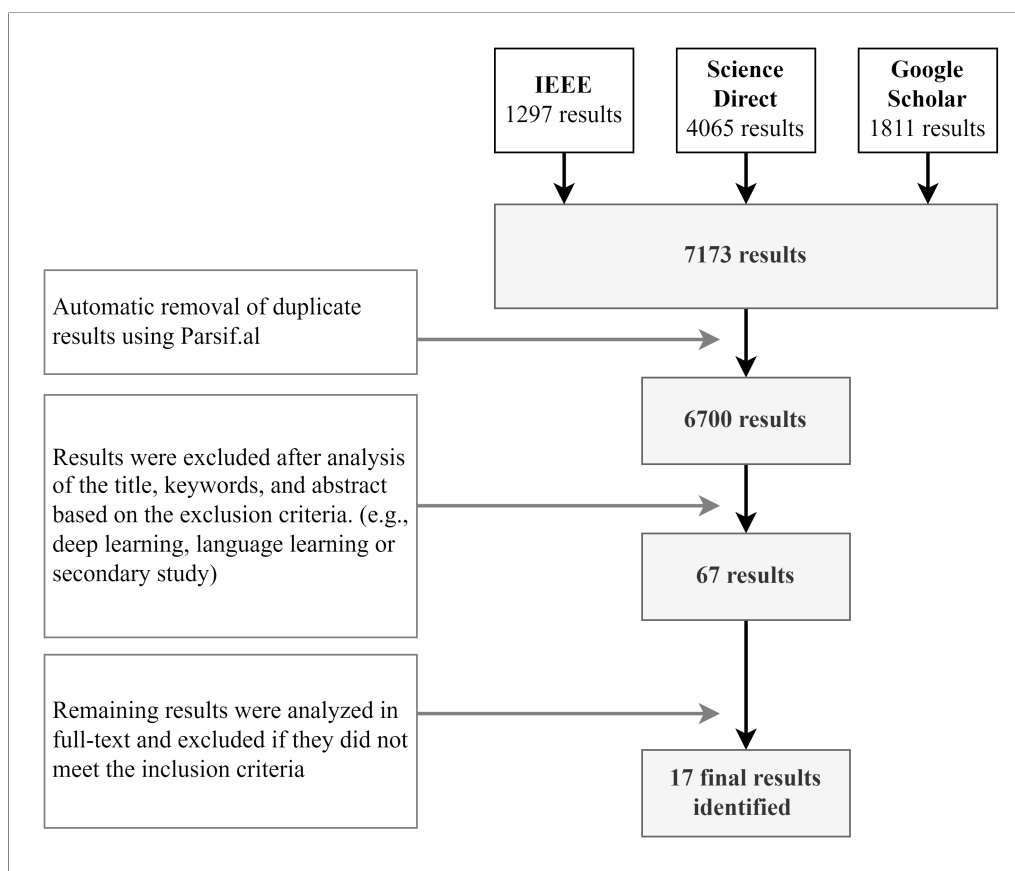 IEEE
1297 results
Science
Direct
4065 results
Google
Scholar
1811 results
7173 results
Automatic removal of duplicate
results using Parsif.al
6700 results
Results were excluded after analysis
of the title, keywords, and abstract
based on the exclusion criteria. (e.g.,
deep learning, language learning or
secondary study)
67 results
Remaining results were analyzed in
full-text and excluded if they did not
meet the inclusion criteria
17 final results
identified